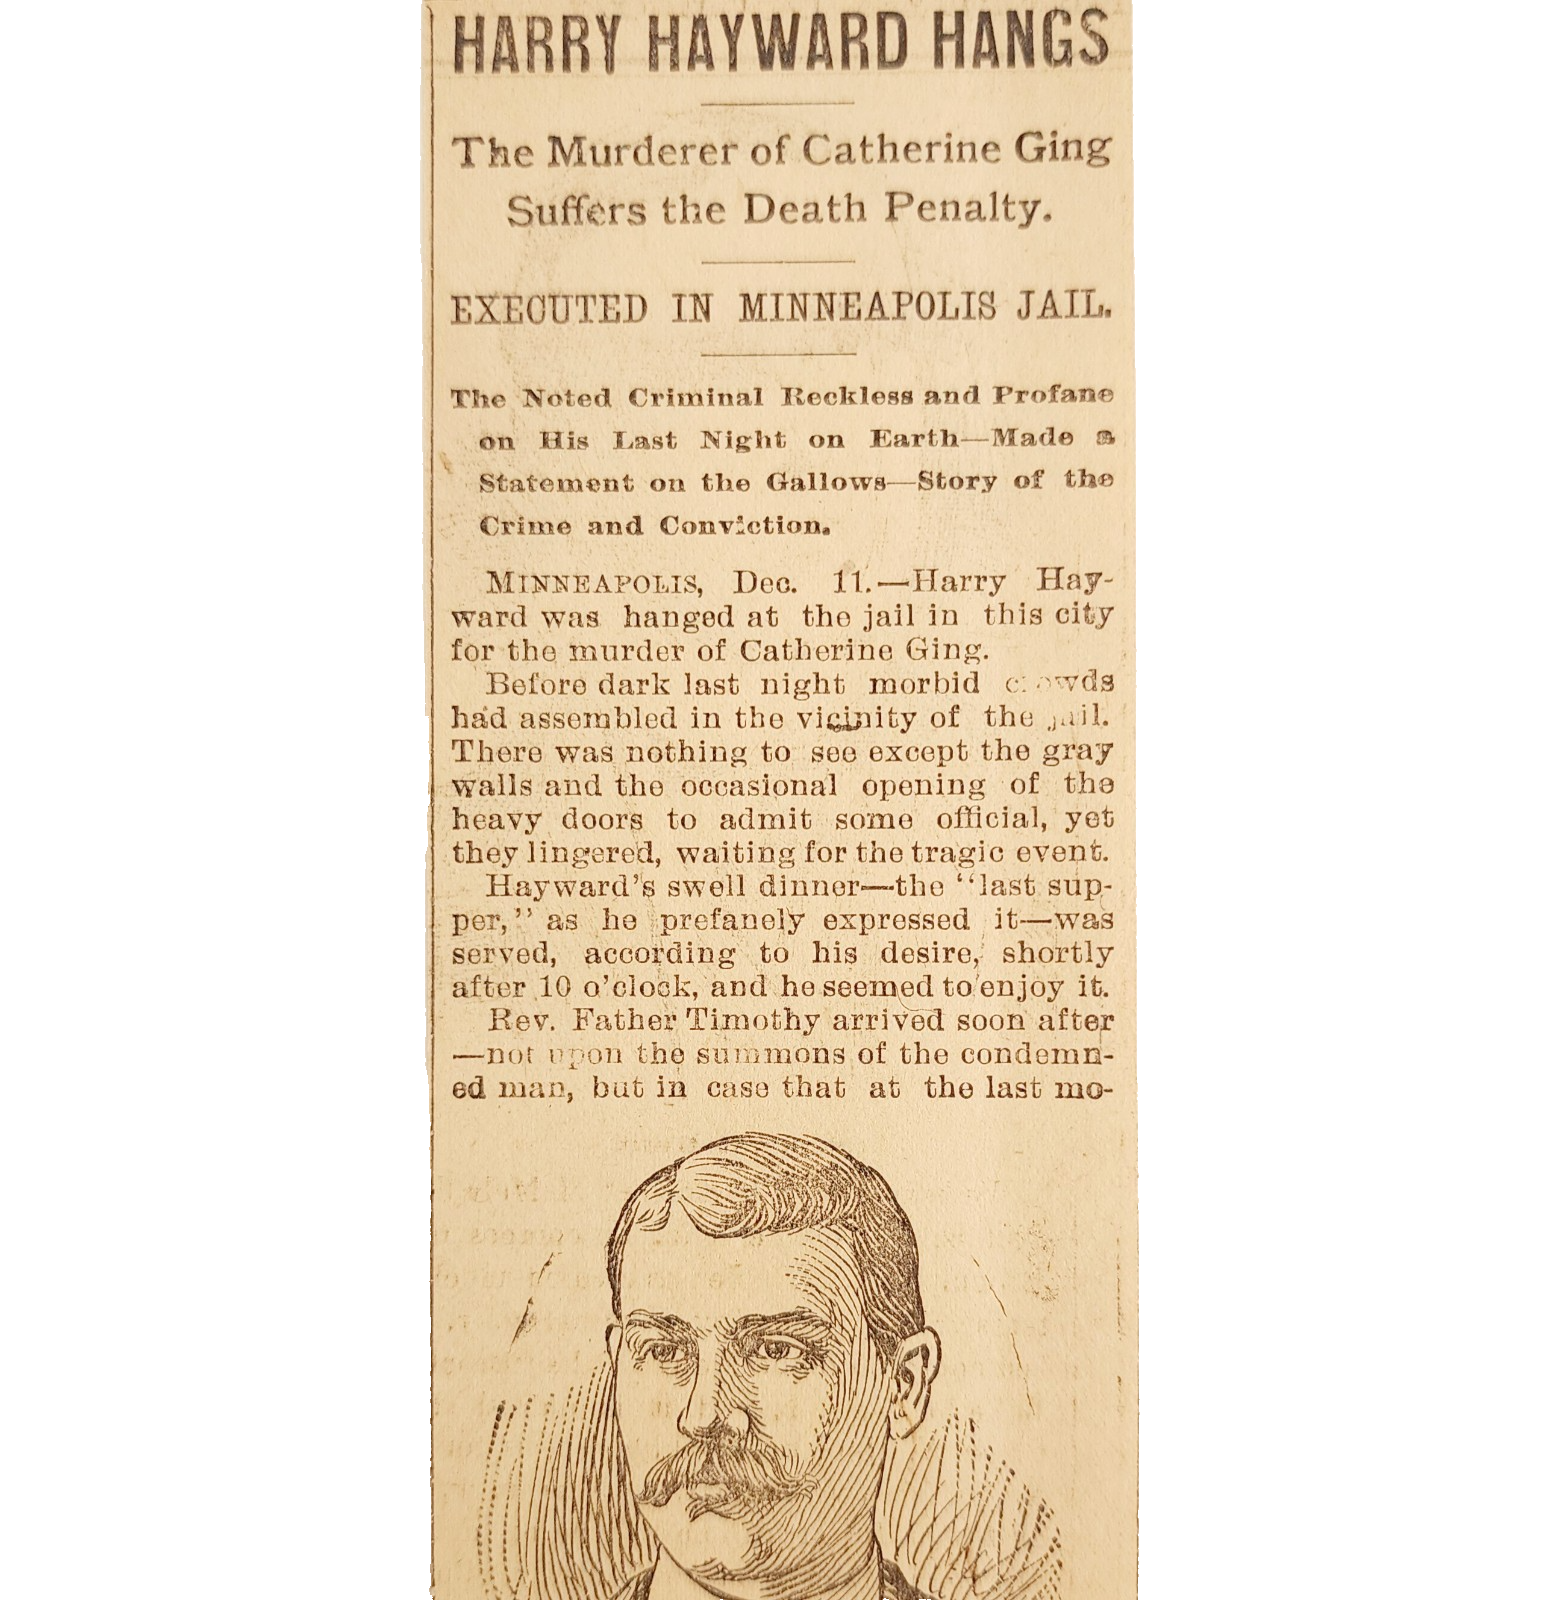 HARRY HAYWARD HANGS
The Murderer of Catherine Ging
Suffers the Death Penalty.
EXECUTED IN MINNEAPOLIS JAIL.
The Noted Criminal Reckless and Profane
on His Last Night on Earth—Made a
Statement on the Gallows—Story of the
Crime and Conviction.
MINNEAPOLIS, Dec. 11.—Harry Hay-
ward was hanged at the jail in this city
for the murder of Catherine Ging.
Before dark last night morbid crowds
had assembled in the vicinity of the jail.
There was nothing to see except the gray
walls and the occasional opening of the
heavy doors to admit some official, yet
they lingered, waiting for the tragic event.
Hayward's swell dinner—the "last sup-
per," as he prefanely expressed it—was
served, according to his desire, shortly
after 10 o'clock, and he seemed to enjoy it.
Rev. Father Timothy arrived soon after
—not upon the summons of the condemn-
ed man, but in case that at the last mo-